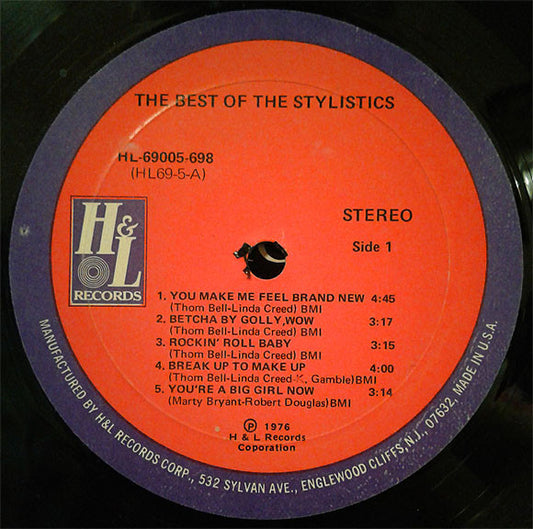 THE BEST OF THE STYLISTICS
HL-69005-698
(HL69-5-A)
STEREO
Side 1
H&L
RECORDS
1. YOU MAKE ME FEEL BRAND NEW 4:45
(Thom Bell-Linda Creed) BMI
2. BETCHA BY GOLLY,WOW 3:17
(Thom Bell-Linda Creed) BMI
3. ROCKIN' ROLL BABY 3:15
(Thom Bell-Linda Creed) BMI
4. BREAK UP TO MAKE UP 4:00
(Thom Bell-Linda Creed-K. Gamble)BMI
5. YOU'RE A BIG GIRL NOW 3:14
(Marty Bryant-Robert Douglas)BMI
℗ 1976
H & L Records
Coporation
MANUFACTURED BY H&L RECORDS CORP., 532 SYLVAN AVE., ENGLEWOOD CLIFFS,N.J., 07632, MADE IN U.S.A.